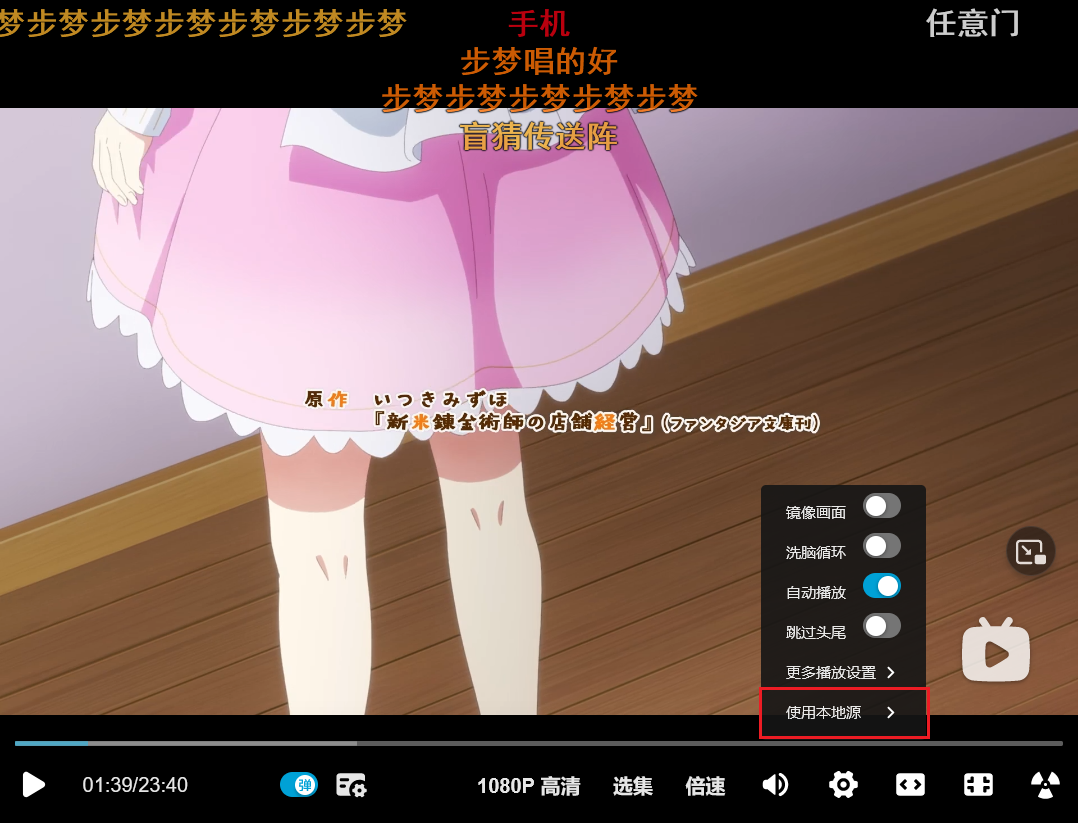 梦步梦步梦步梦步梦步梦步梦
手机
任意门
步梦唱的好
步梦步梦步梦步梦步梦
盲猜传送阵
原作 いつきみずほ
『新米錬金術師の店舗経営』(ファンタジア文庫刊)
镜像画面
洗脑循环
自动播放
跳过头尾
更多播放设置
使用本地源
01:39/23:40
弹
1080P 高清
选集
倍速